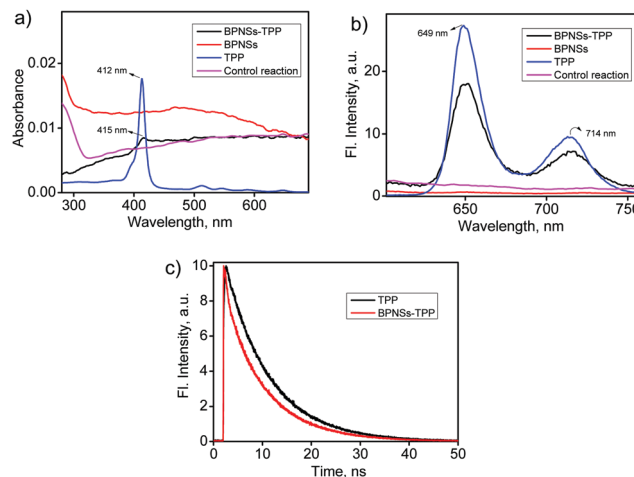 a)
BPNSs-TPP
BPNSs
TPP
Control reaction
412 nm
415 nm
0.02
0.01
0.00
Absorbance
300 400 500 600
Wavelength, nm
b)
BPNSs-TPP
BPNSs
TPP
Control reaction
649 nm
714 nm
20
10
0
Fl. Intensity, a.u.
650 700 750
Wavelength, nm
c)
TPP
BPNSs-TPP
10
8
6
4
2
0
Fl. Intensity, a.u.
0 10 20 30 40 50
Time, ns